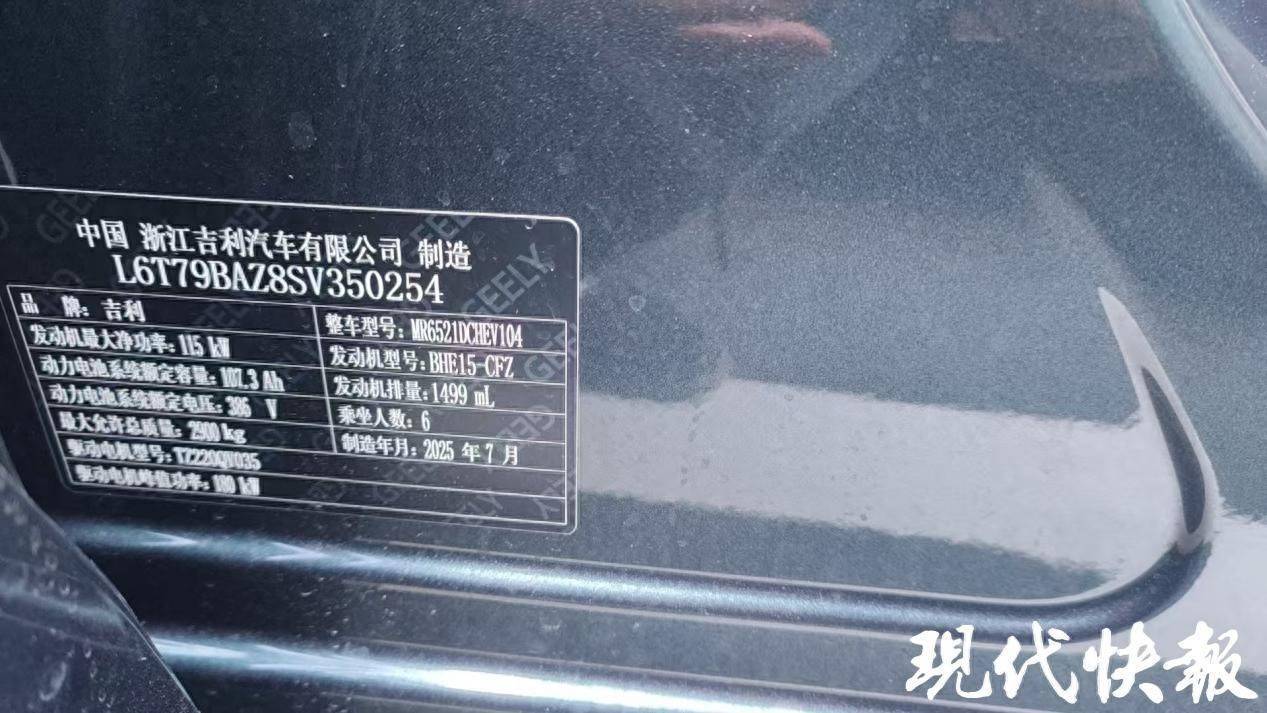 中国 浙江吉利汽车有限公司 制造
L6T79BAZ8SV350254
品 牌: 吉利
整车型号: MR6521DCHEV104
发动机最大净功率: 115 kW
发动机型号: BHE15-CFZ
动力电池系统额定容量: 107.3 Ah
发动机排量: 1499 mL
动力电池系统额定电压: 386 V
乘坐人数: 6
最大允许总质量: 2900 kg
制造年月: 2025 年 7 月
驱动电机型号: TZ220QY035
驱动电机峰值功率: kW
GEELY
现代快報